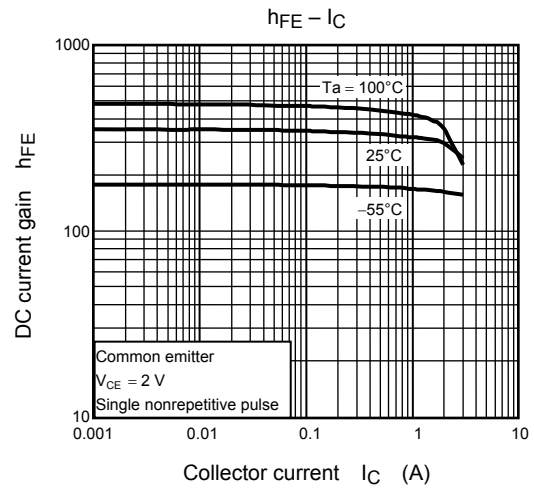 hFE – IC
1000
Ta = 100°C
25°C
–55°C
100
DC current gain hFE
Common emitter
VCE = 2 V
Single nonrepetitive pulse
10
0.001
0.01
0.1
1
10
Collector current IC (A)